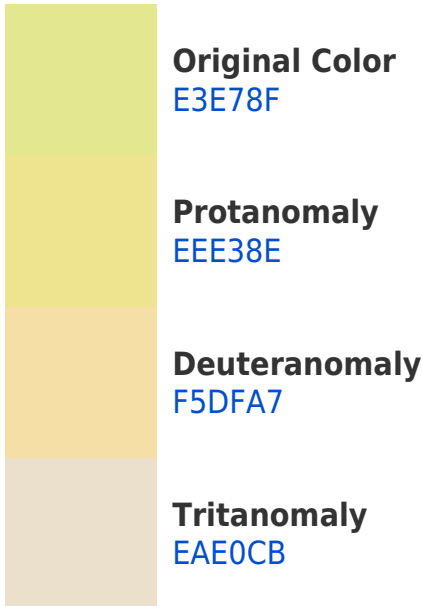 Original Color
E3E78F
Protanomaly
EEE38E
Deuteranomaly
F5DFA7
Tritanomaly
EAE0CB